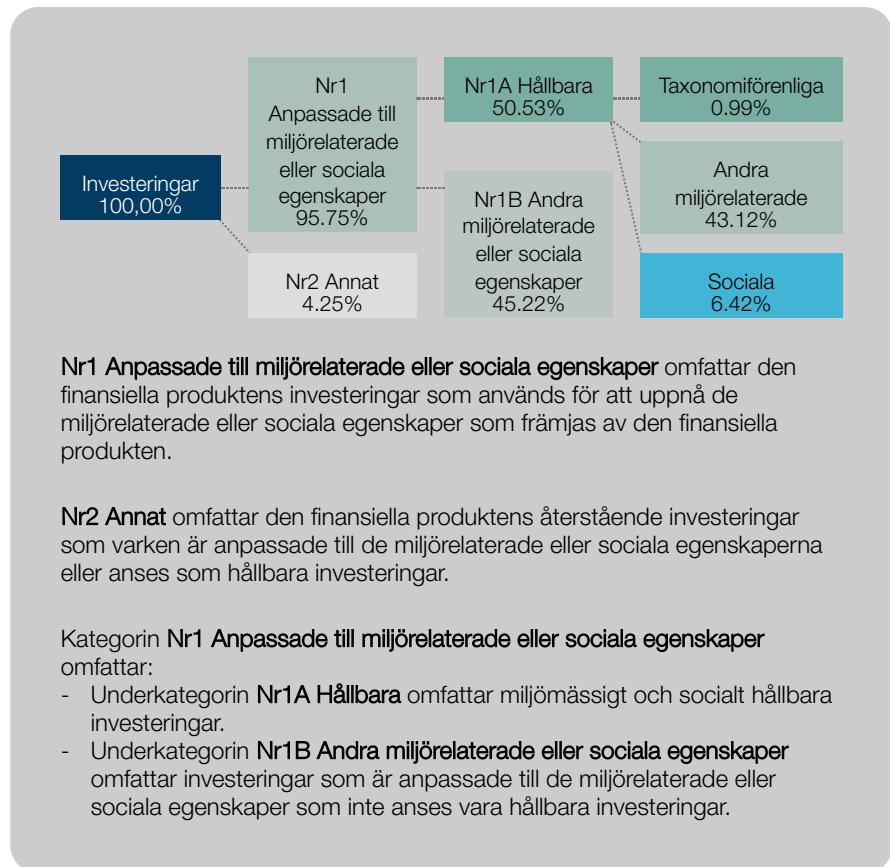 Investeringar
100,00%
Nr1
Anpassade till
miljörelaterade
eller sociala
egenskaper
95.75%
Nr2 Annat
4.25%
Nr1A Hållbara
50.53%
Nr1B Andra
miljörelaterade
eller sociala
egenskaper
45.22%
Taxonomiförenliga
0.99%
Andra
miljörelaterade
43.12%
Sociala
6.42%
Nr1 Anpassade till miljörelaterade eller sociala egenskaper omfattar den
finansiella produktens investeringar som används för att uppnå de
miljörelaterade eller sociala egenskaper som främjas av den finansiella
produkten.
Nr2 Annat omfattar den finansiella produktens återstående investeringar
som varken är anpassade till de miljörelaterade eller sociala egenskaperna
eller anses som hållbara investeringar.
Kategorin Nr1 Anpassade till miljörelaterade eller sociala egenskaper
omfattar:
- Underkategorin Nr1A Hållbara omfattar miljömässigt och socialt hållbara
investeringar.
- Underkategorin Nr1B Andra miljörelaterade eller sociala egenskaper
omfattar investeringar som är anpassade till de miljörelaterade eller
sociala egenskaper som inte anses vara hållbara investeringar.